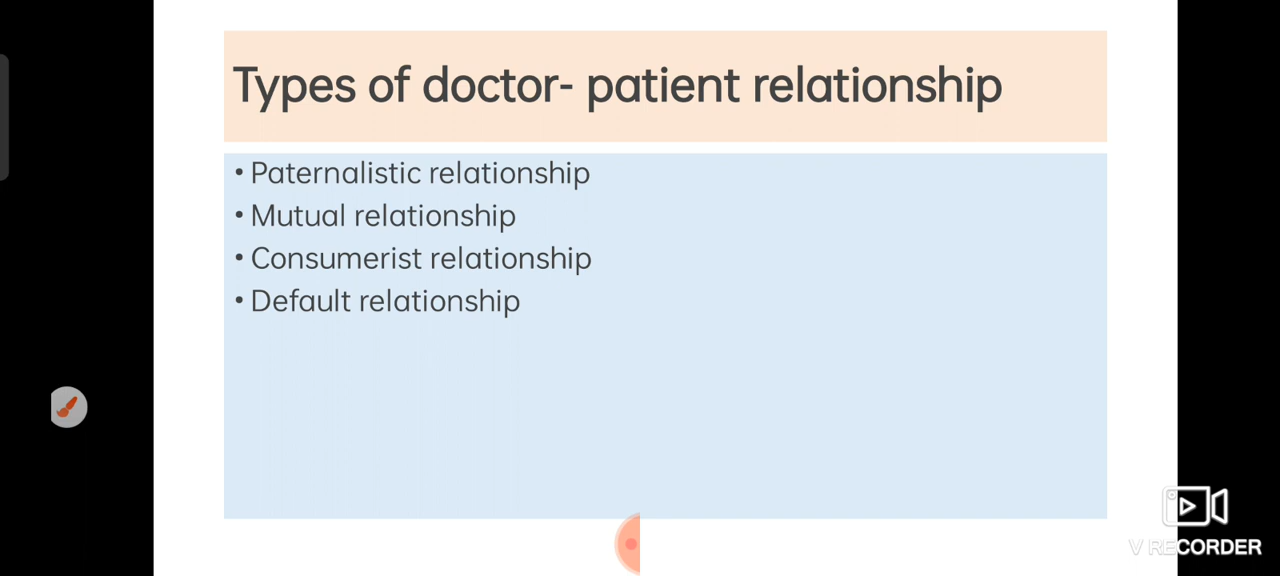 Types of doctor- patient relationship
• Paternalistic relationship
• Mutual relationship
• Consumerist relationship
• Default relationship
V RECORDER